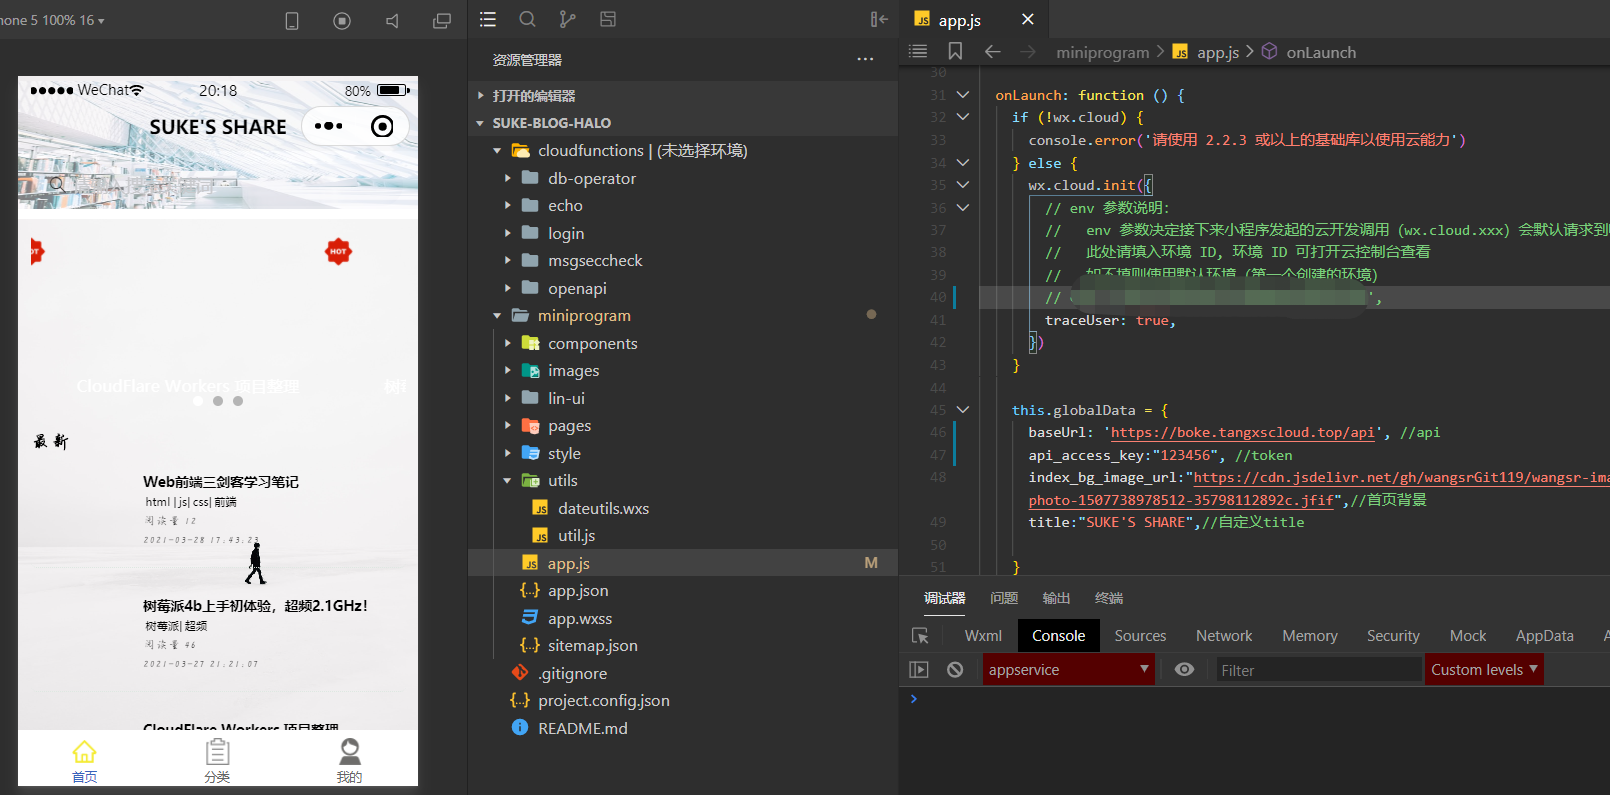 hone 5 100% 16
WeChat 20:18 80%
SUKE'S SHARE
HOT
CloudFlare Workers 项目整理
最新
Web前端三剑客学习笔记
html | js| css| 前端
阅读量 12
2021-03-28 17:43:23
树莓派4b上手初体验，超频2.1GHz！
树莓派| 超频
阅读量 46
2021-03-27 21:21:07
CloudFlare Workers 项目整理
首页 分类 我的
资源管理器
打开的编辑器
SUKE-BLOG-HALO
cloudfunctions | (未选择环境)
db-operator
echo
login
msgseccheck
openapi
miniprogram
components
images
lin-ui
pages
style
utils
dateutils.wxs
util.js
app.js M
app.json
app.wxss
sitemap.json
.gitignore
project.config.json
README.md
app.js
miniprogram > app.js > onLaunch
30
31 onLaunch: function () {
32 if (!wx.cloud) {
33 console.error('请使用 2.2.3 或以上的基础库以使用云能力')
34 } else {
35 wx.cloud.init({
36 // env 参数说明:
37 // env 参数决定接下来小程序发起的云开发调用 (wx.cloud.xxx) 会默认请求到
38 // 此处请填入环境 ID, 环境 ID 可打开云控制台查看
39 // 如不填则使用默认环境 (第一个创建的环境)
40 // ',
41 traceUser: true,
42 })
43 }
44
45 this.globalData = {
46 baseUrl: 'https://boke.tangxscloud.top/api', //api
47 api_access_key:"123456", //token
48 index_bg_image_url:"https://cdn.jsdelivr.net/gh/wangsrGit119/wangsr-ima
photo-1507738978512-35798112892c.jfif",//首页背景
49 title:"SUKE'S SHARE",//自定义title
50
51 }
调试器 问题 输出 终端
Wxml Console Sources Network Memory Security Mock AppData
appservice Filter Custom levels